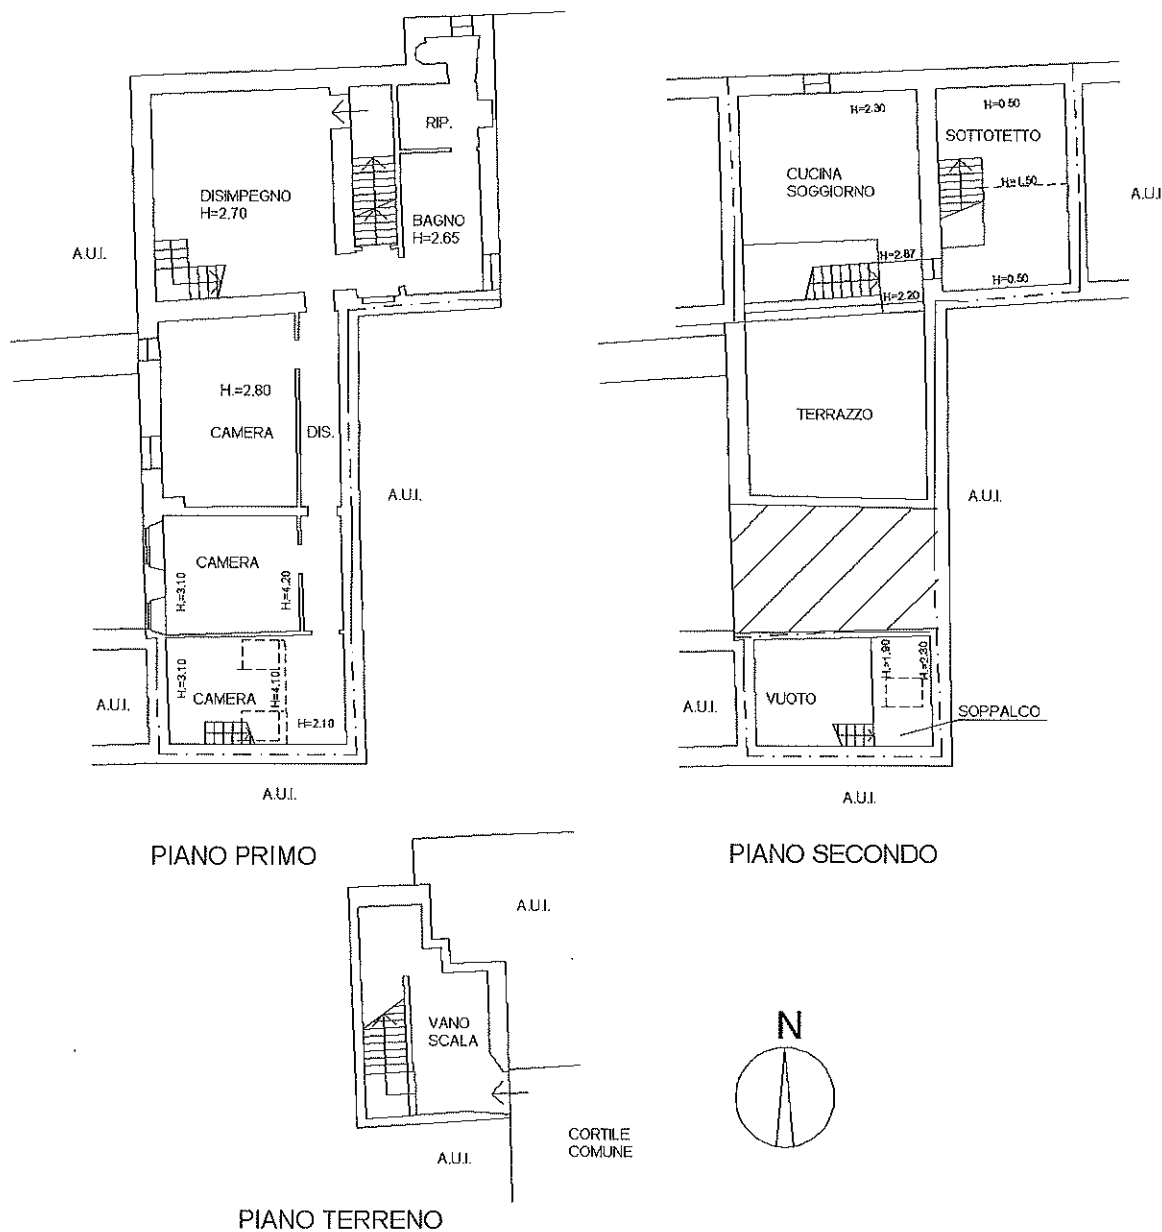 RIP.
DISIMPEGNO
H=2.70
BAGNO
H=2.65
A.U.I.
H.=2.80
CAMERA
DIS.
A.U.I.
CAMERA
H.=3.10
H.=4.20
H.=3.10
CAMERA
H.=4.10
H=2.10
A.U.I.
A.U.I.
PIANO PRIMO
H=2.30
H=0.50
SOTTOTETTO
CUCINA
SOGGIORNO
H=1.50
A.U.I
H=2.87
H=2.20
H=0.50
TERRAZZO
A.U.I.
H.=1.90
H.=2.30
VUOTO
A.U.I.
SOPPALCO
A.U.I.
PIANO SECONDO
A.U.I.
VANO
SCALA
N
CORTILE
COMUNE
A.U.I.
PIANO TERRENO